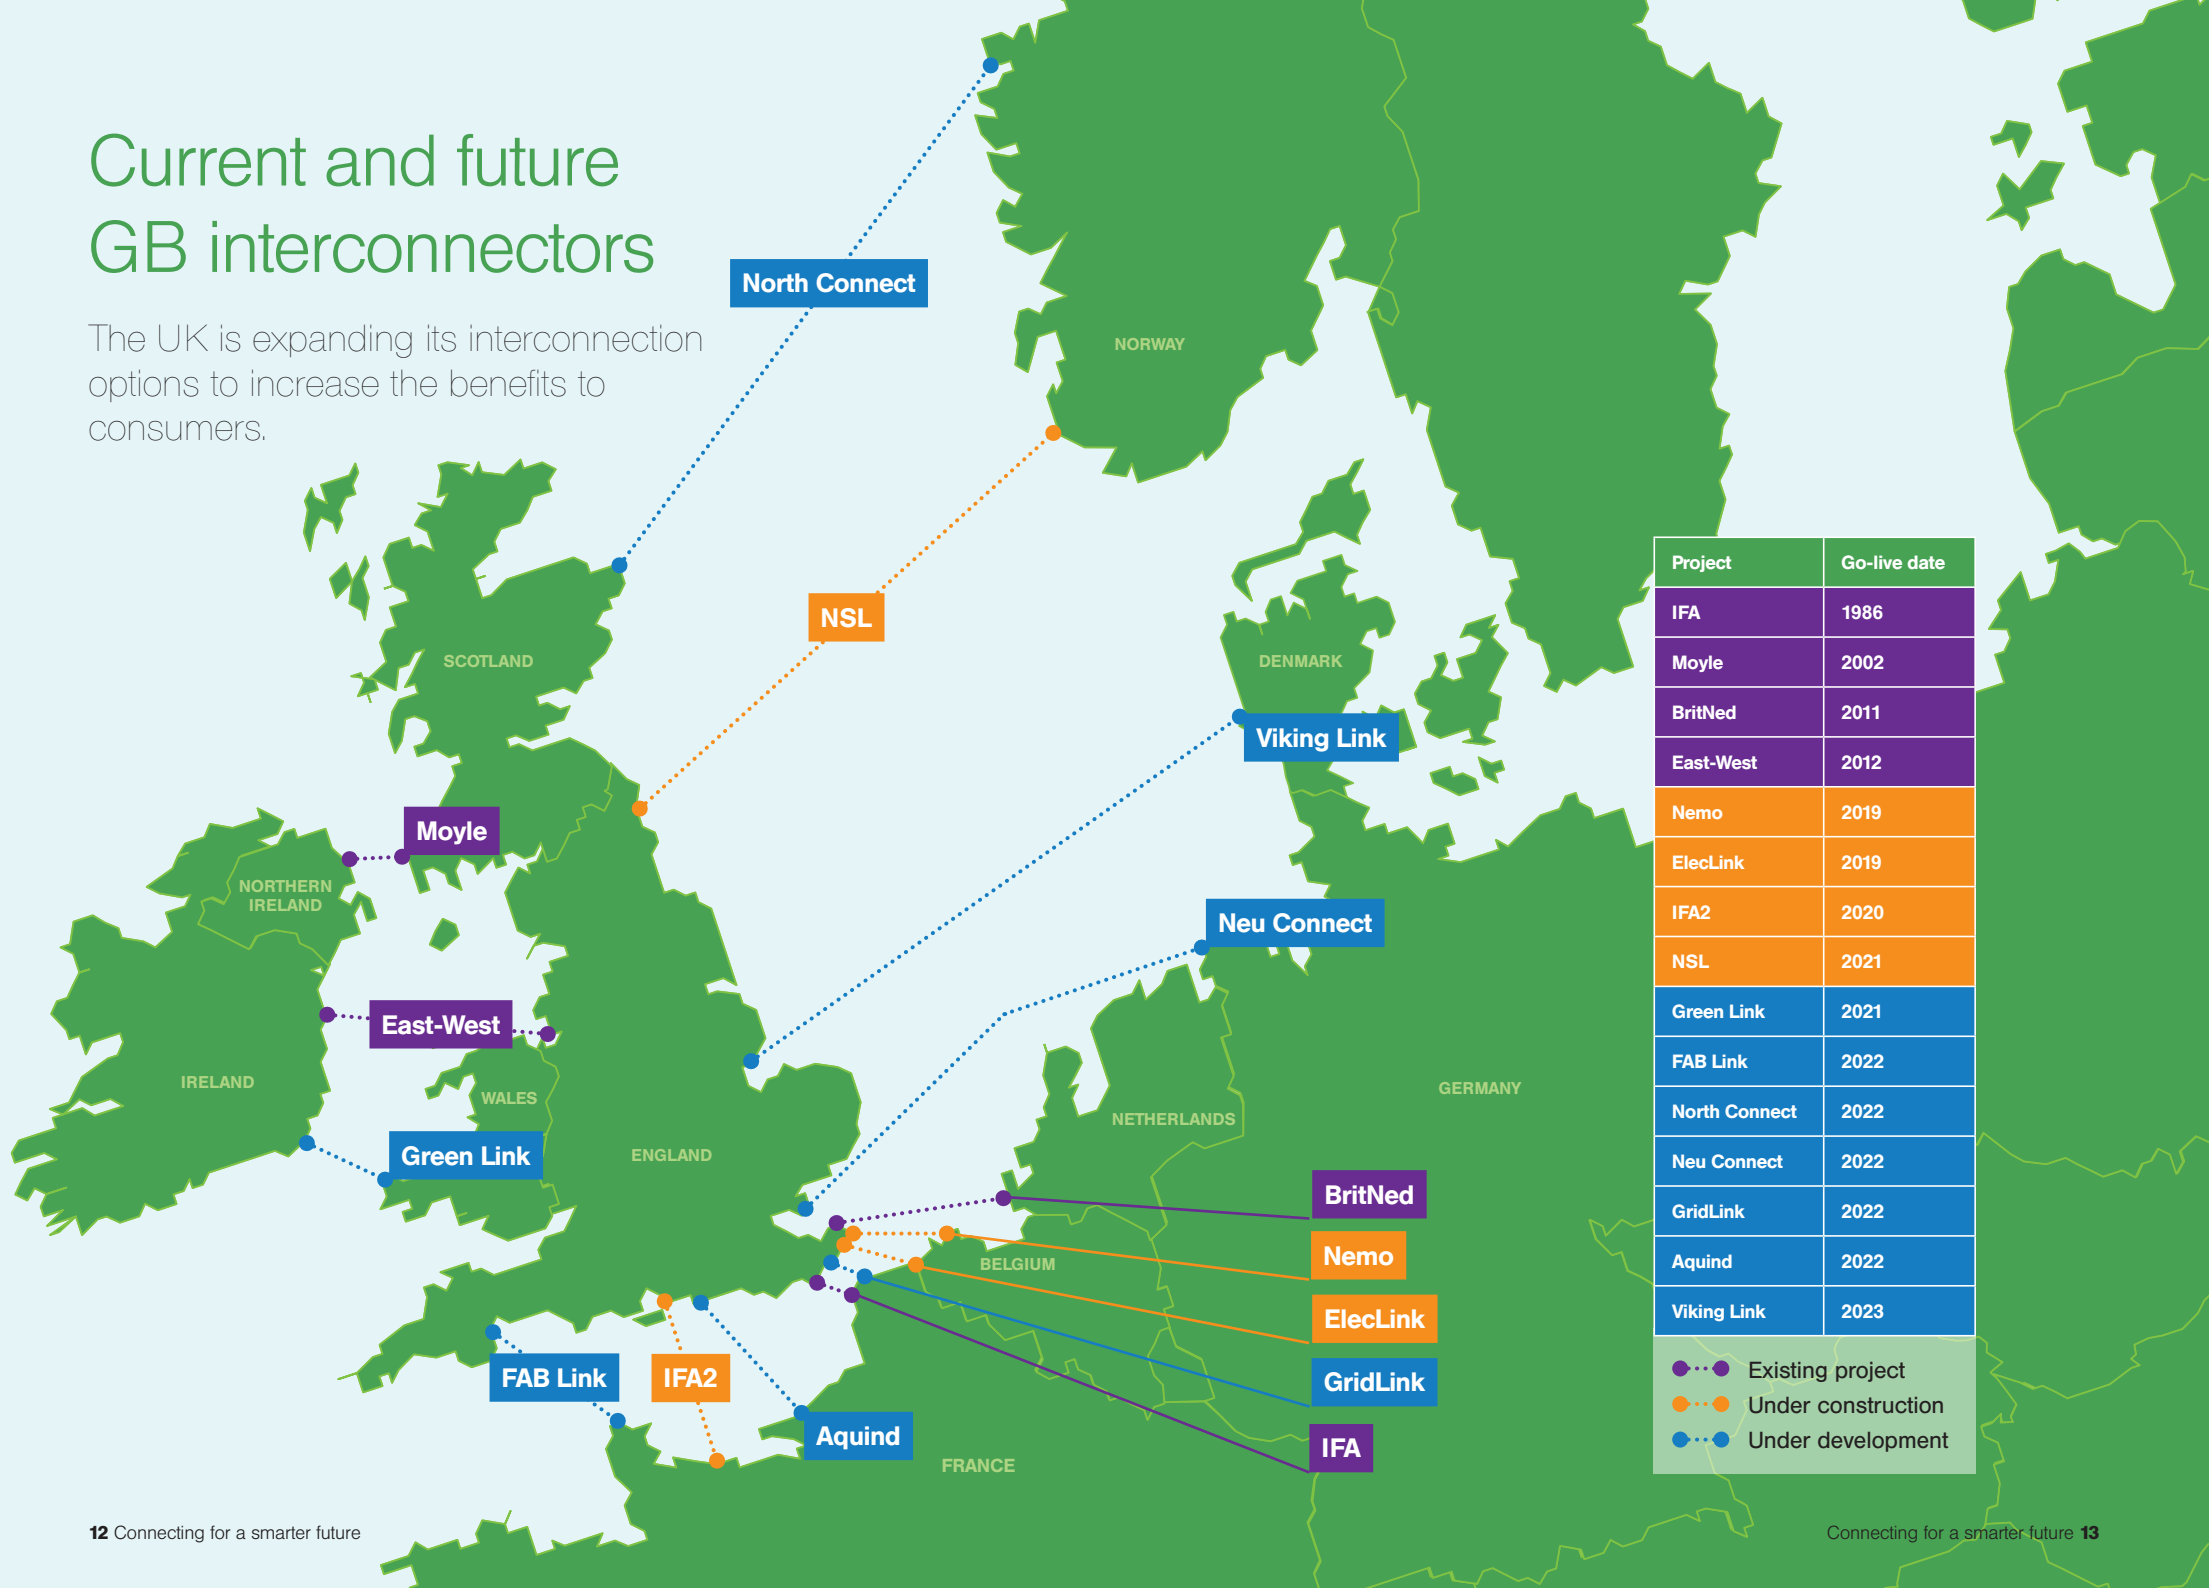 Current and future
GB interconnectors
The UK is expanding its interconnection
options to increase the benefits to
consumers.
North Connect
NORWAY
NSL
SCOTLAND
DENMARK
Viking Link
Moyle
NORTHERN
IRELAND
Neu Connect
East-West
IRELAND
WALES
GERMANY
NETHERLANDS
Green Link
ENGLAND
BritNed
Nemo
BELGIUM
ElecLink
GridLink
FAB Link
IFA2
Aquind
IFA
FRANCE
Project Go-live date
IFA 1986
Moyle 2002
BritNed 2011
East-West 2012
Nemo 2019
ElecLink 2019
IFA2 2020
NSL 2021
Green Link 2021
FAB Link 2022
North Connect 2022
Neu Connect 2022
GridLink 2022
Aquind 2022
Viking Link 2023
Existing project
Under construction
Under development
12 Connecting for a smarter future
Connecting for a smarter future 13